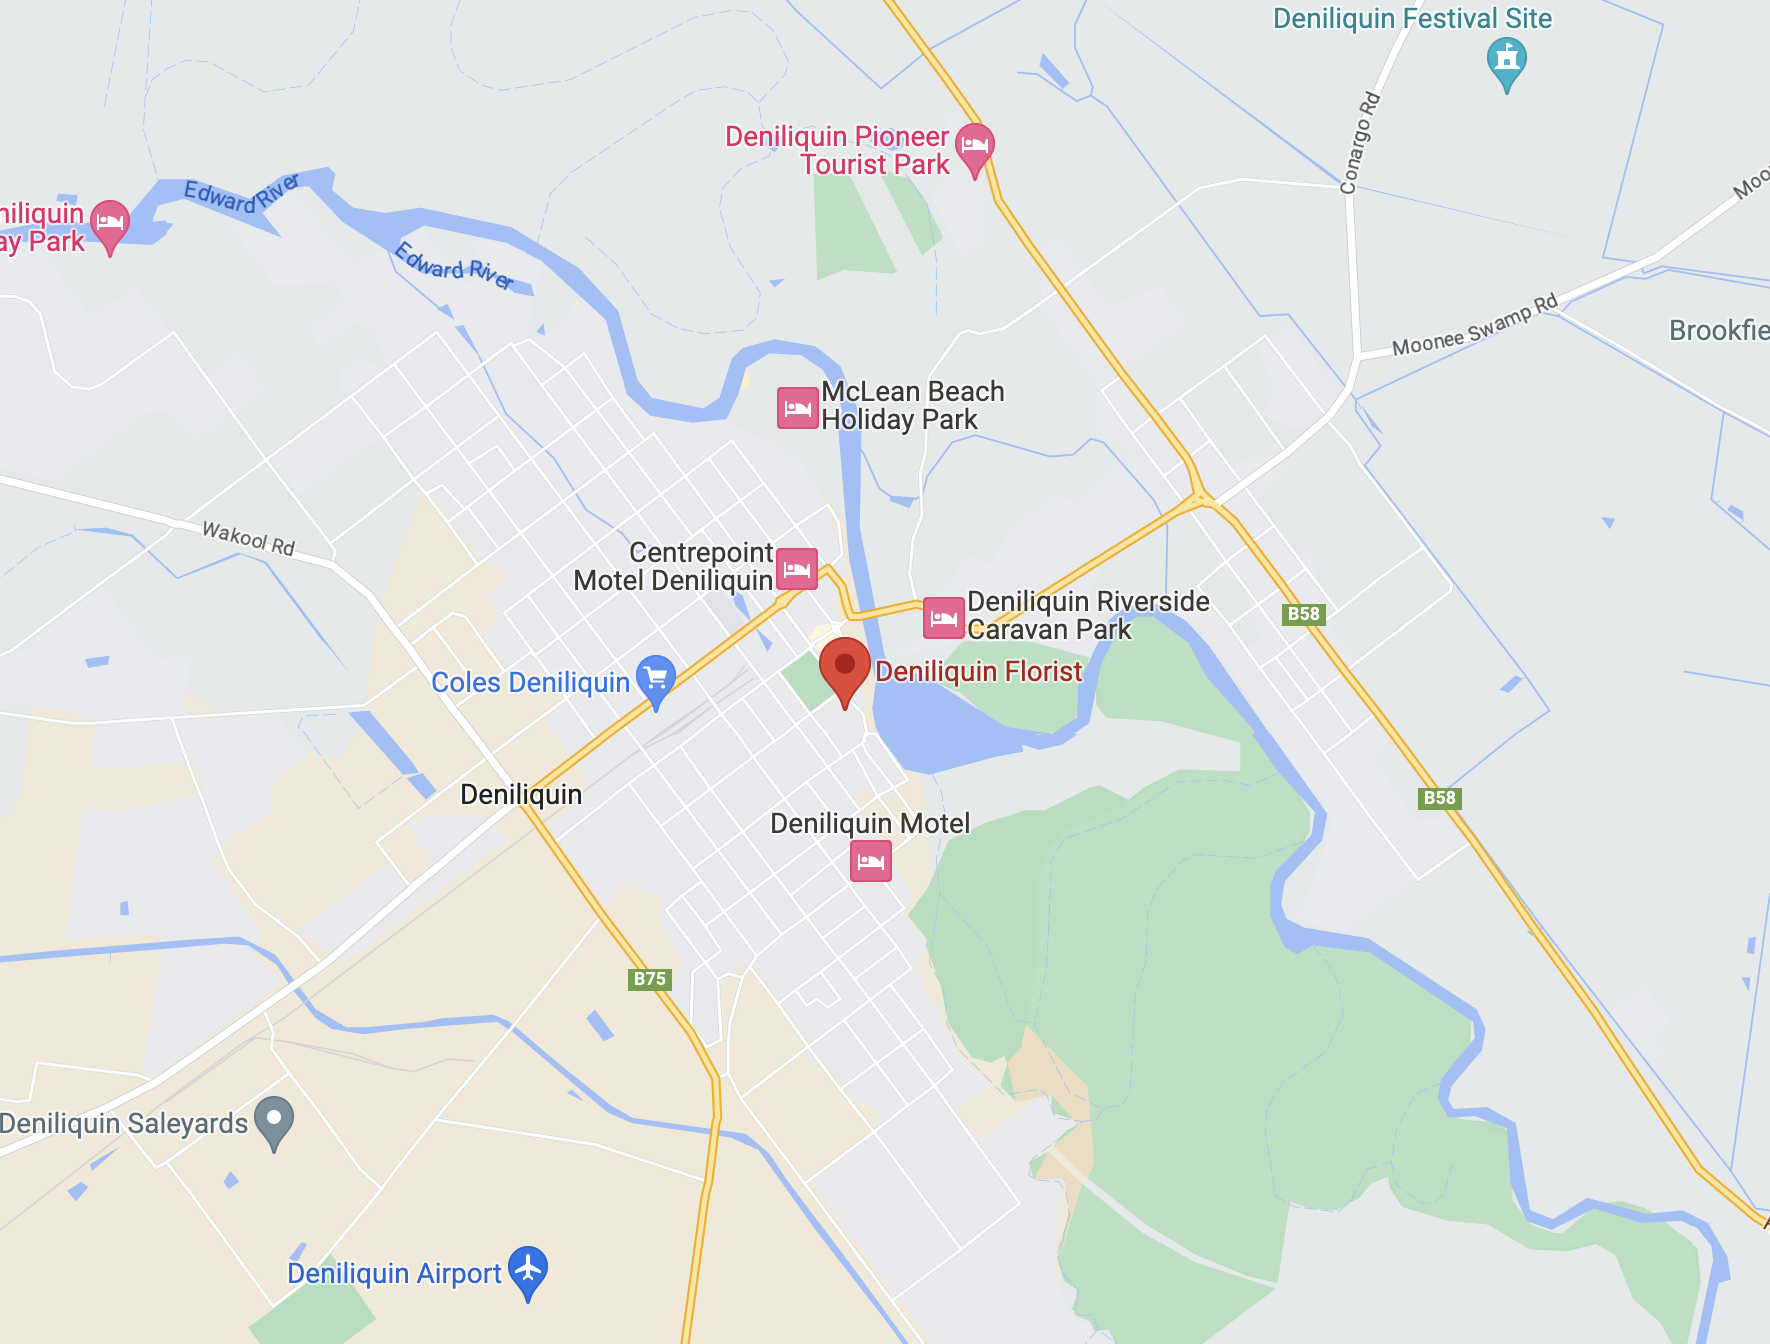 Deniliquin Festival Site
Conargo Rd
Deniliquin Pioneer
Tourist Park
Edward River
niliquin
ay Park
Edward River
Moonee Swamp Rd
Moo
Brookfie
McLean Beach
Holiday Park
Wakool Rd
Centrepoint
Motel Deniliquin
Deniliquin Riverside
Caravan Park
B58
Deniliquin Florist
Coles Deniliquin
Deniliquin
B58
Deniliquin Motel
B75
Deniliquin Saleyards
Deniliquin Airport